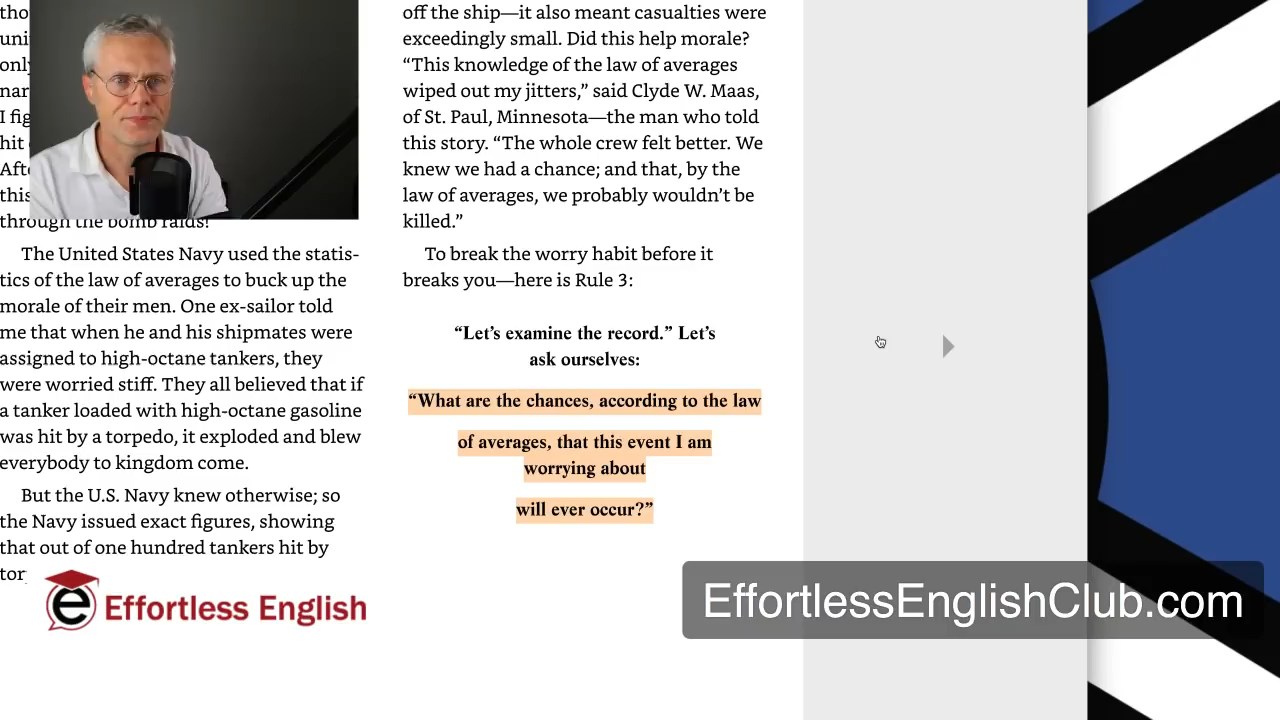 tho
uni
only
nar
I fig
hit
Afte
this
through the bomb raids!
The United States Navy used the statis-
tics of the law of averages to buck up the
morale of their men. One ex-sailor told
me that when he and his shipmates were
assigned to high-octane tankers, they
were worried stiff. They all believed that if
a tanker loaded with high-octane gasoline
was hit by a torpedo, it exploded and blew
everybody to kingdom come.
But the U.S. Navy knew otherwise; so
the Navy issued exact figures, showing
that out of one hundred tankers hit by
tor
off the ship—it also meant casualties were
exceedingly small. Did this help morale?
“This knowledge of the law of averages
wiped out my jitters,” said Clyde W. Maas,
of St. Paul, Minnesota—the man who told
this story. “The whole crew felt better. We
knew we had a chance; and that, by the
law of averages, we probably wouldn’t be
killed.”
To break the worry habit before it
breaks you—here is Rule 3:
“Let’s examine the record.” Let’s
ask ourselves:
“What are the chances, according to the law
of averages, that this event I am
worrying about
will ever occur?”
e Effortless English
EffortlessEnglishClub.com